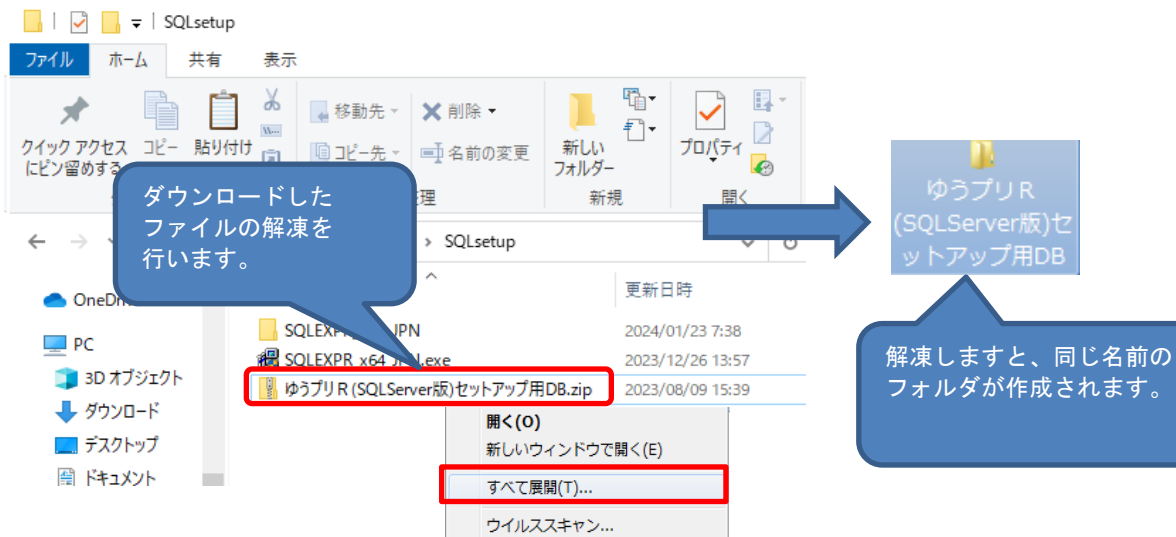 SQLsetup
ファイル ホーム 共有 表示
クイック アクセス
にピン留めする
コピー
貼り付け
移動先
コピー先
削除
名前の変更
新しい
フォルダー
プロパティ
理
新規
開く
ダウンロードした
ファイルの解凍を
行います。
› SQLsetup
更新日時
SQLEXPR JPN 2024/01/23 7:38
SQLEXPR_x64_JPN.exe 2023/12/26 13:57
ゆうプリR(SQLServer版)セットアップ用DB.zip 2023/08/09 15:39
PC
3D オブジェクト
ダウンロード
デスクトップ
ドキュメント
開く(O)
新しいウィンドウで開く(E)
すべて展開(T)...
ウイルススキャン...
ゆうプリR
(SQLServer版)セ
ットアップ用DB
解凍しますと、同じ名前の
フォルダが作成されます。